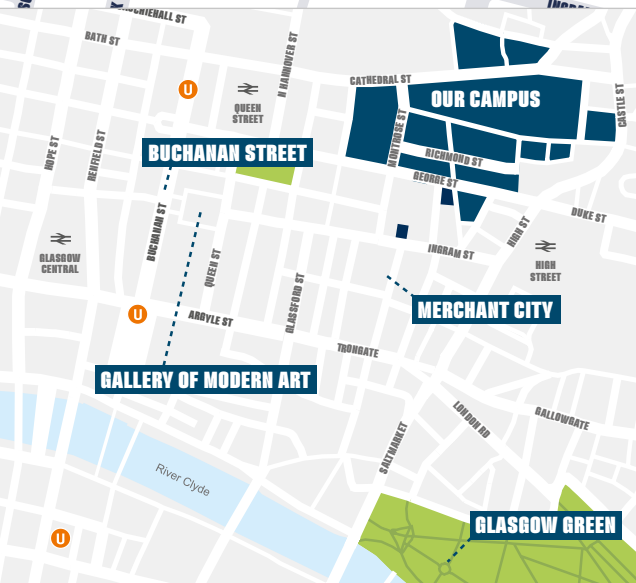 INGRAM
BATH ST
N HANNOVER ST
CATHEDRAL ST
U
OUR CAMPUS
CASTLE ST
QUEEN
STREET
MONTROSE ST
HOPE ST
RENFIELD ST
BUCHANAN STREET
RICHMOND ST
GEORGE ST
DUKE ST
BUCHANAN ST
HIGH ST
INGRAM ST
GLASGOW
CENTRAL
QUEEN ST
HIGH
STREET
GLASSFORD ST
MERCHANT CITY
U
ARGYLE ST
TRONGATE
GALLERY OF MODERN ART
LONDON RD
GALLOWGATE
SALTMARKET
River Clyde
GLASGOW GREEN
U